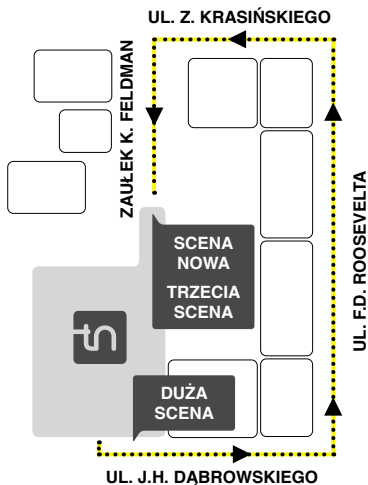 UL. Z. KRASIŃSKIEGO
ZAUŁEK K. FELDMAN
UL. F.D. ROOSEVELTA
SCENA
NOWA
TRZECIA
SCENA
DUŻA
SCENA
UL. J.H. DĄBROWSKIEGO